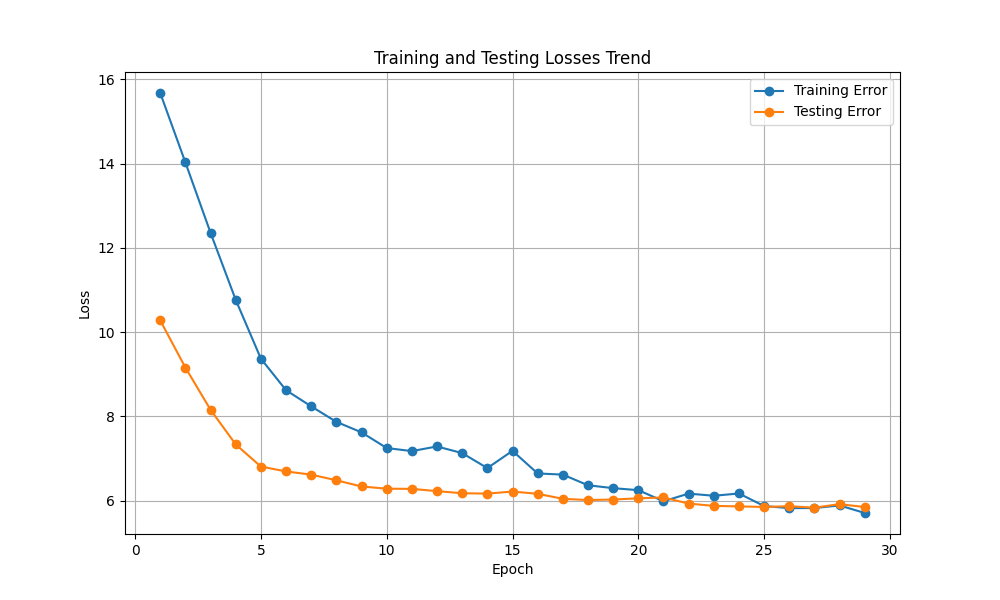 Training and Testing Losses Trend
Training Error
Testing Error
16
14
12
10
8
6
Loss
0 5 10 15 20 25 30
Epoch